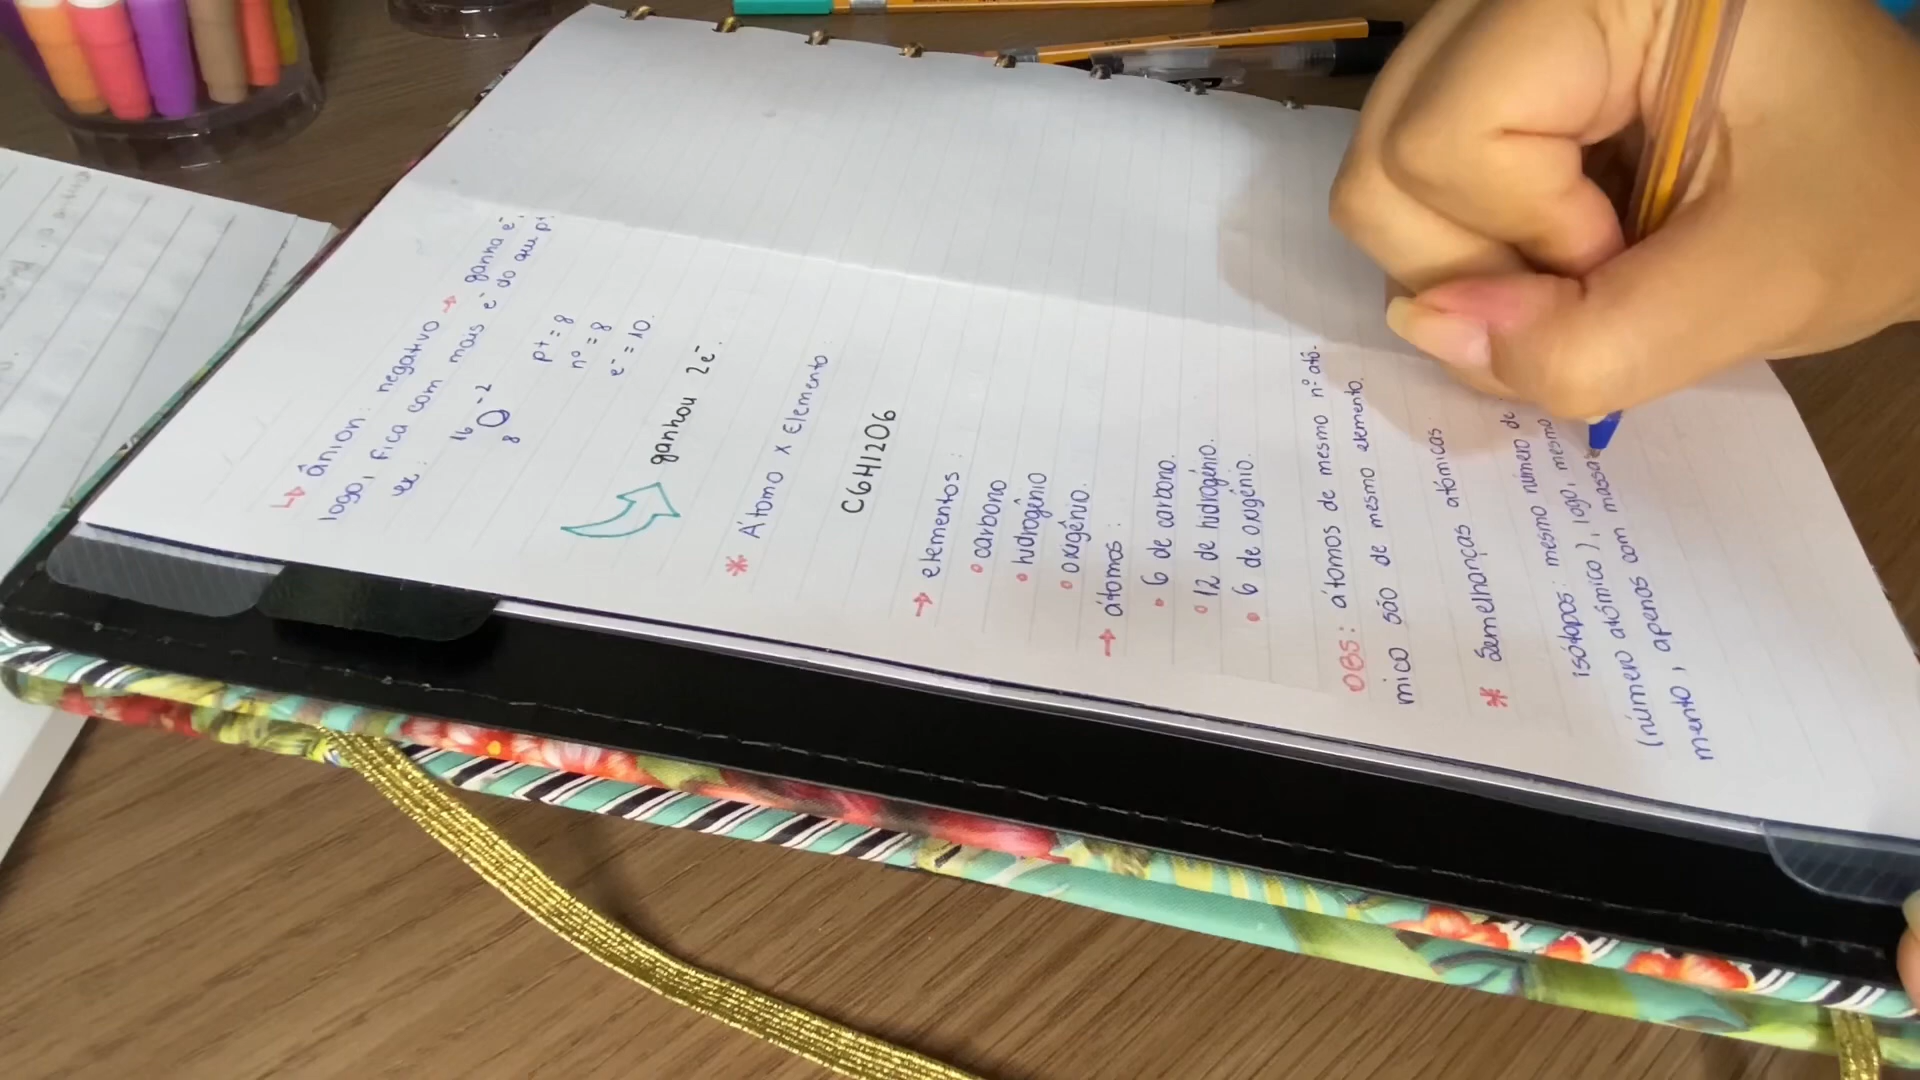 ↳ ânion: negativo → ganha e⁻,
logo, fica com mais e⁻ do que p⁺
ex:
16
8 O -2
p⁺ = 8
nº = 8
e⁻ = 10.
ganhou 2e⁻.
* Átomo x Elemento:
C6H12O6
→ elementos:
• carbono
• hidrogênio
• oxigênio.
→ átomos:
• 6 de carbono.
• 12 de hidrogênio.
• 6 de oxigênio.
OBS: átomos de mesmo nº atô-
mico são de mesmo elemento.
* Semelhanças atômicas
isótopos: mesmo número de
(número atômico), logo, mesmo
mento, apenas com massa